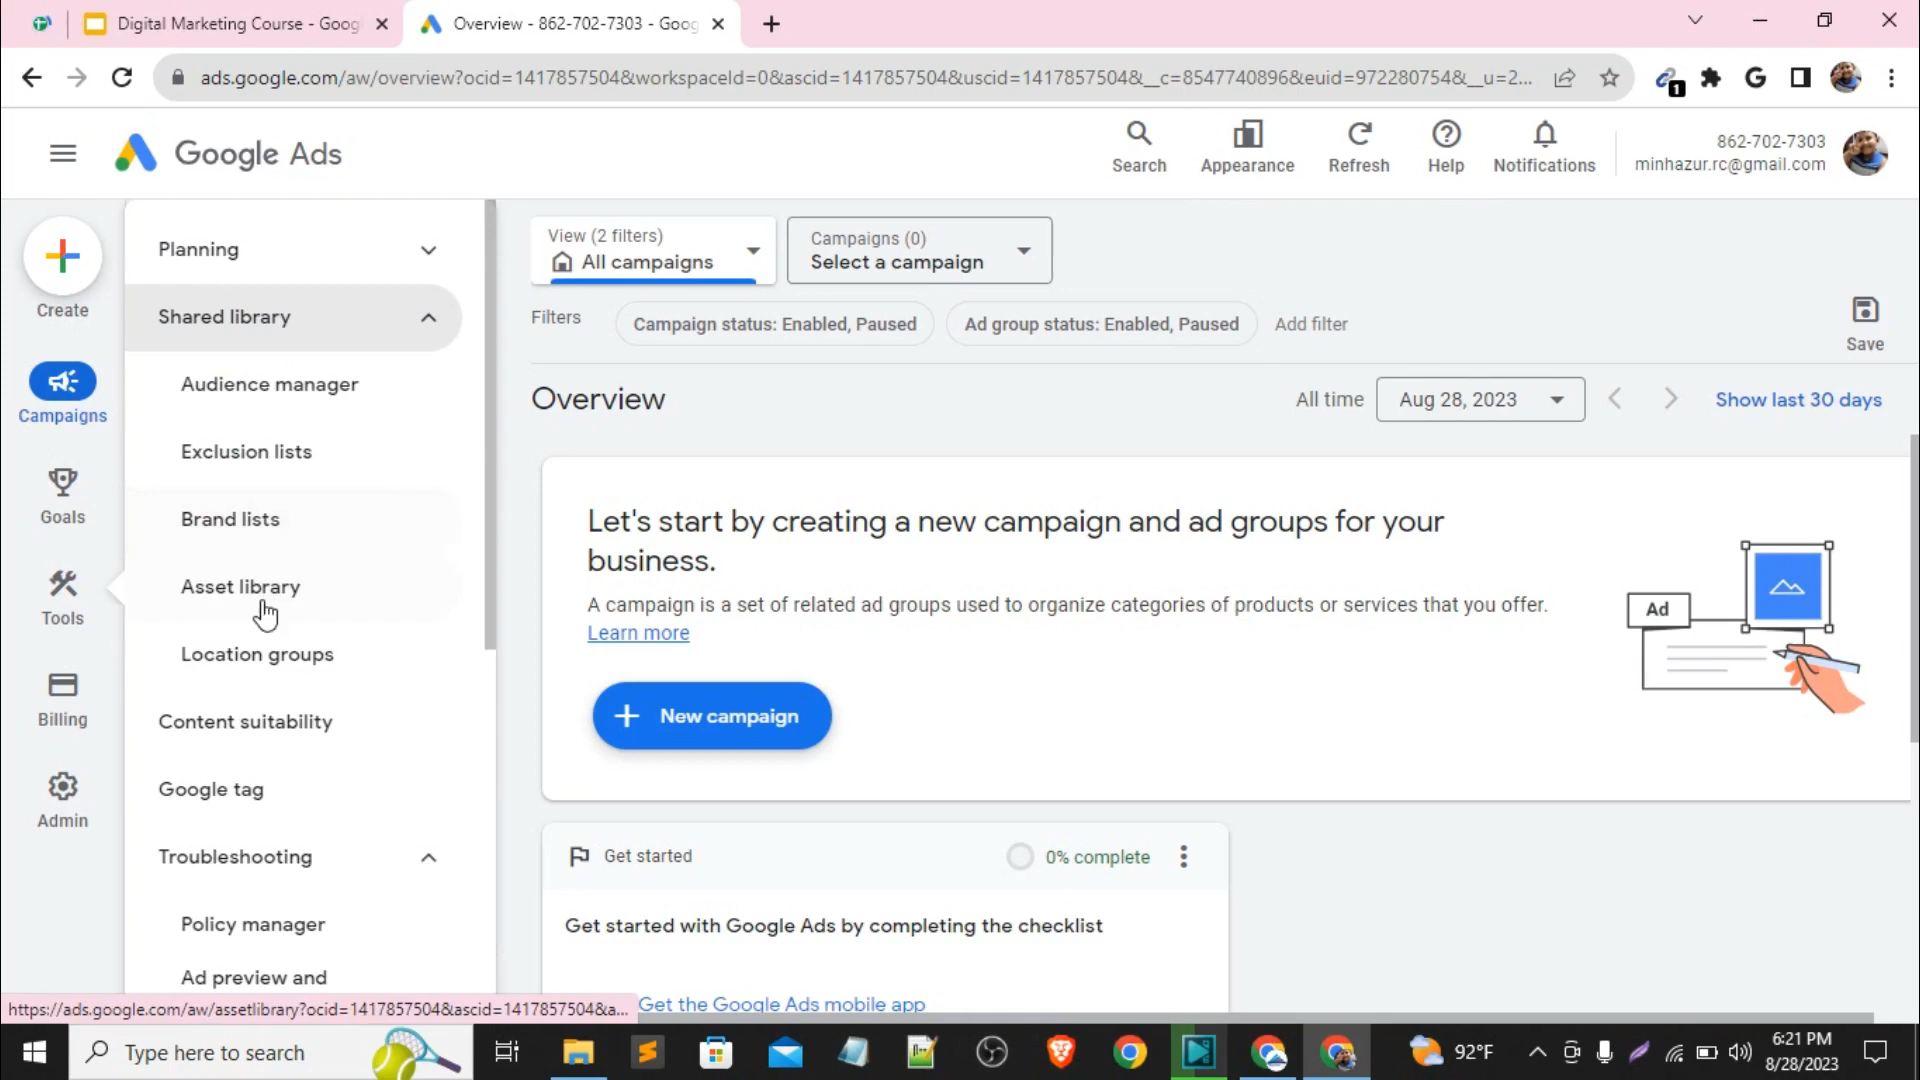 Digital Marketing Course - Goog
Overview - 862-702-7303 - Goog
ads.google.com/aw/overview?ocid=1417857504&workspaceId=0&ascid=1417857504&uscid=1417857504&__c=8547740896&euid=972280754&__u=2...
1
Google Ads
Search
Appearance
Refresh
Help
Notifications
862-702-7303
minhazur.rc@gmail.com
Create
Campaigns
Goals
Tools
Billing
Admin
Planning
Shared library
Audience manager
Exclusion lists
Brand lists
Asset library
Location groups
Content suitability
Google tag
Troubleshooting
Policy manager
Ad preview and
View (2 filters)
All campaigns
Campaigns (0)
Select a campaign
Filters
Campaign status: Enabled, Paused
Ad group status: Enabled, Paused
Add filter
Save
Overview
All time
Aug 28, 2023
Show last 30 days
Let's start by creating a new campaign and ad groups for your
business.
A campaign is a set of related ad groups used to organize categories of products or services that you offer.
Learn more
Ad
New campaign
Get started
0% complete
Get started with Google Ads by completing the checklist
Get the Google Ads mobile app
https://ads.google.com/aw/assetlibrary?ocid=1417857504&ascid=1417857504&a...
Type here to search
92°F
6:21 PM
8/28/2023